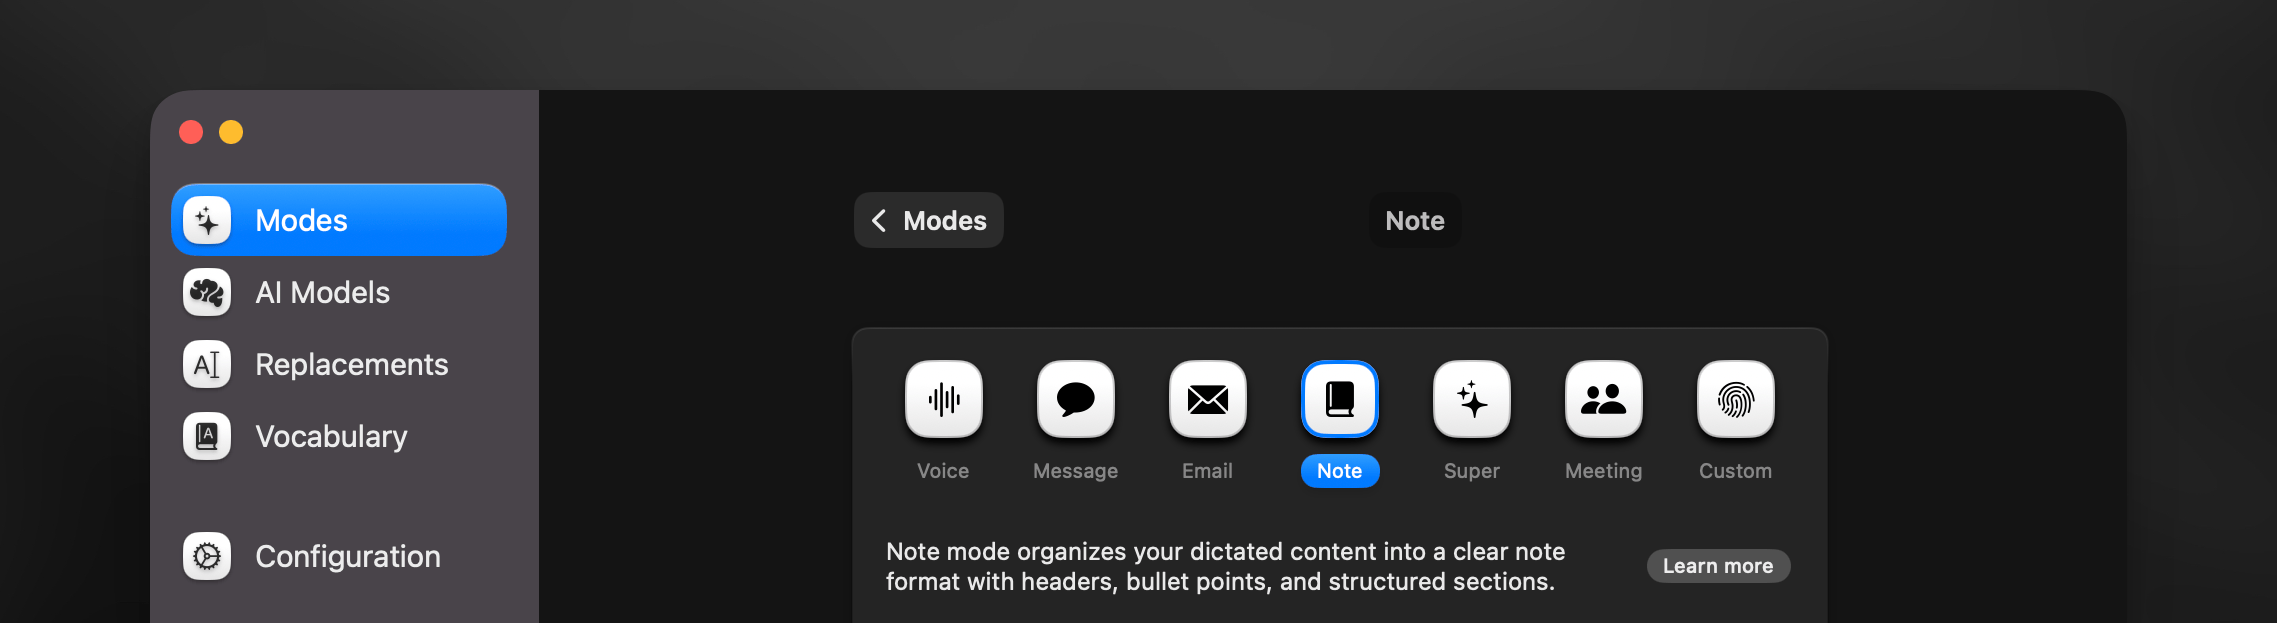 Modes
AI Models
Replacements
Vocabulary
Configuration
Modes
Note
Voice
Message
Email
Note
Super
Meeting
Custom
Note mode organizes your dictated content into a clear note
format with headers, bullet points, and structured sections.
Learn more